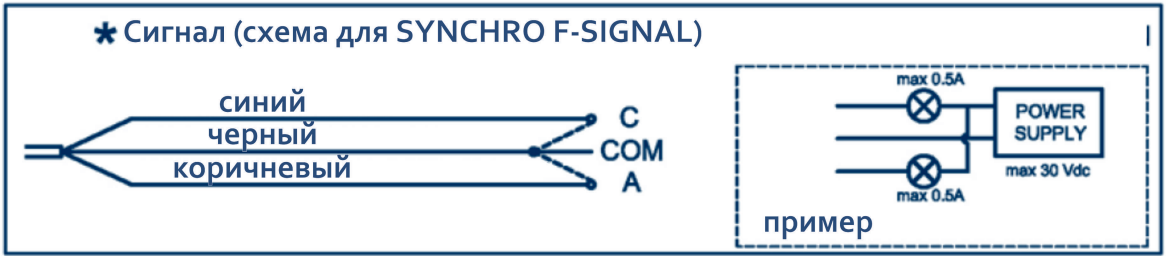 * Сигнал (схема для SYNCHRO F-SIGNAL)
синий
черный
коричневый
C
COM
A
max 0.5A
POWER
SUPPLY
max 30 Vdc
max 0.5A
пример